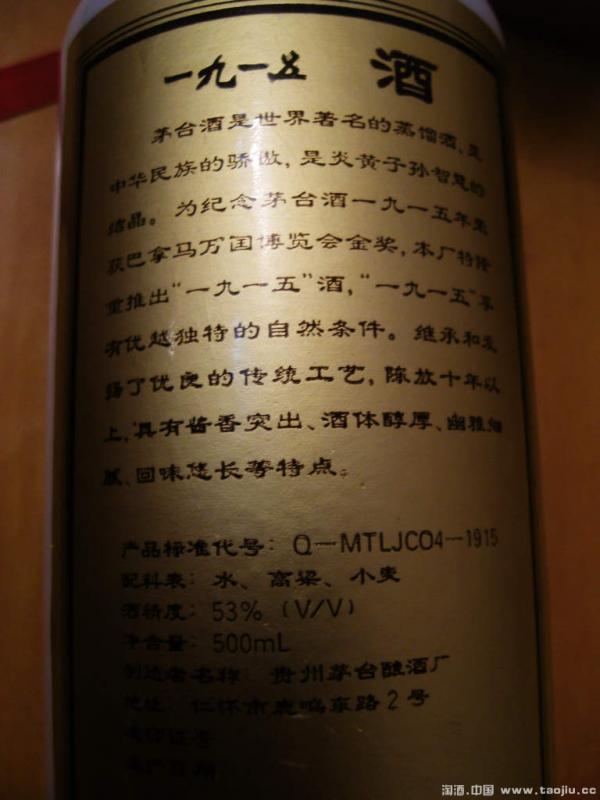 一九一五 酒
茅台酒是世界著名的蒸馏酒，是
中华民族的骄傲，是炎黄子孙智慧的
结晶。为纪念茅台酒一九一五年荣
获巴拿马万国博览会金奖，本厂特隆
重推出“一九一五”酒，“一九一五”享
有优越独特的自然条件。继承和发
扬了优良的传统工艺，陈放十年以
上，具有酱香突出、酒体醇厚、幽雅细
腻、回味悠长等特点。
产品标准代号：Q－MTLJC04－1915
配料表：水、高梁、小麦
酒精度：53％（V/V）
净含量：500mL
制造者名称：贵州茅台酿酒厂
地址：仁怀市鹿鸣东路2号
淘酒.中国 www.taojiu.cc